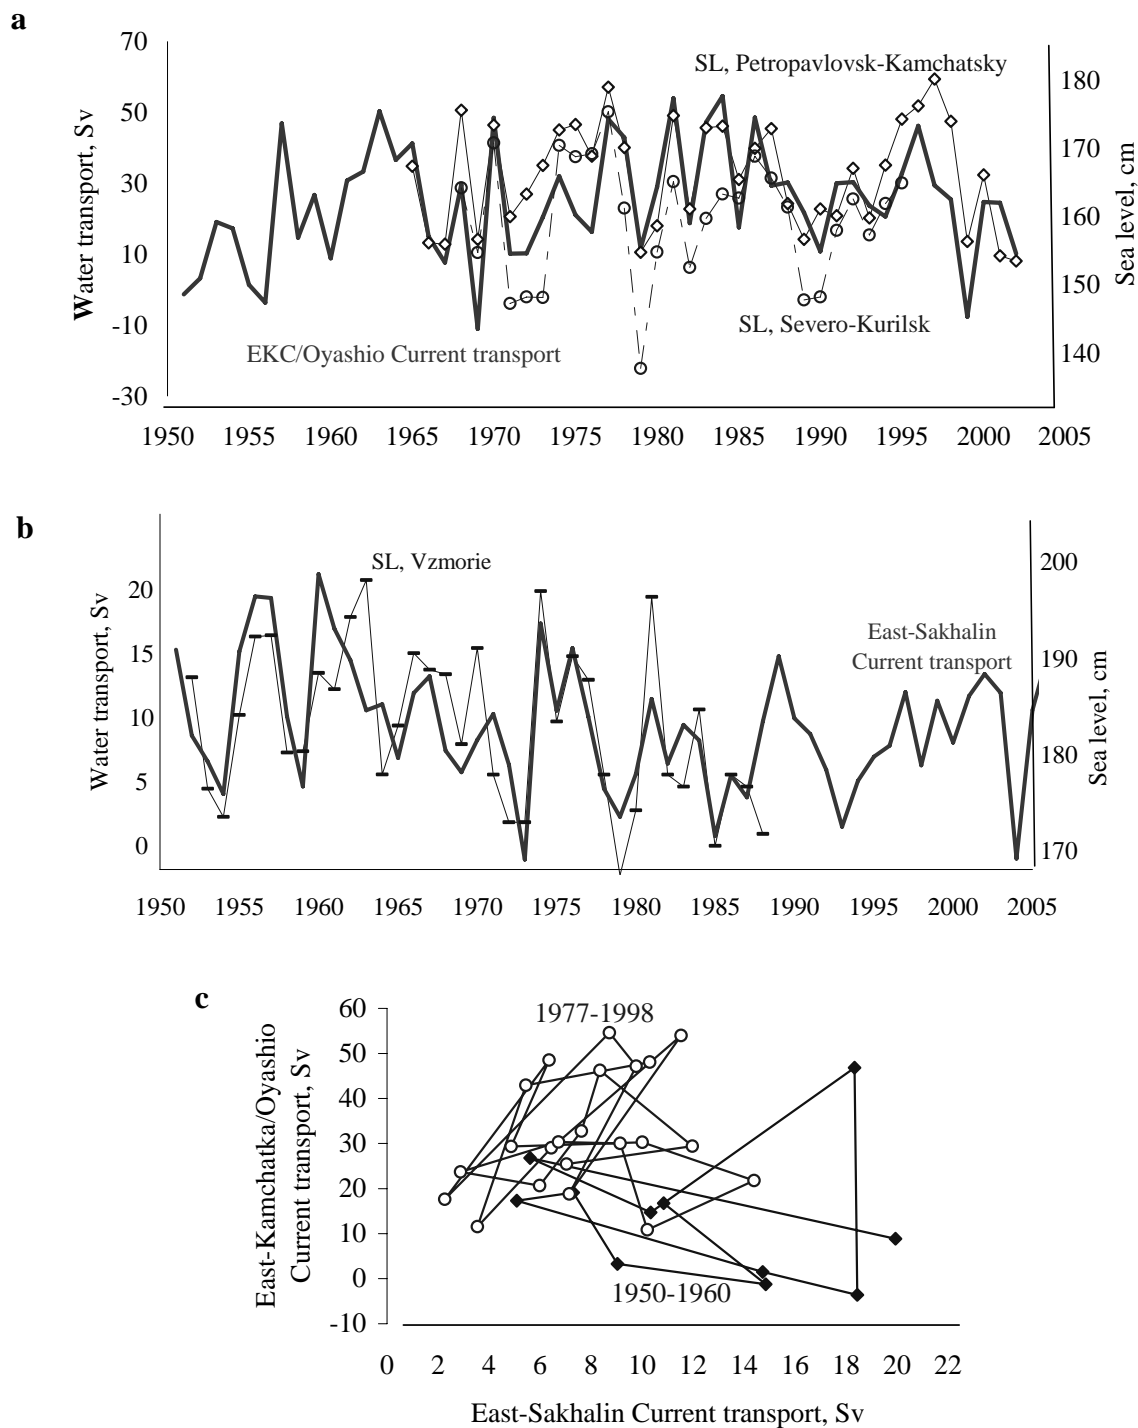 a
70
50
30
10
-10
-30
Water transport, Sv
SL, Petropavlovsk-Kamchatsky
180
170
160
150
140
Sea level, cm
SL, Severo-Kurilsk
EKC/Oyashio Current transport
1950 1955 1960 1965 1970 1975 1980 1985 1990 1995 2000 2005
b
SL, Vzmorie
20
15
10
5
0
Water transport, Sv
East-Sakhalin
Current transport
200
190
180
170
Sea level, cm
1950 1955 1960 1965 1970 1975 1980 1985 1990 1995 2000 2005
c
60
50
40
30
20
10
0
-10
East-Kamchatka/Oyashio
Current transport, Sv
1977-1998
1950-1960
0 2 4 6 8 10 12 14 16 18 20 22
East-Sakhalin Current transport, Sv